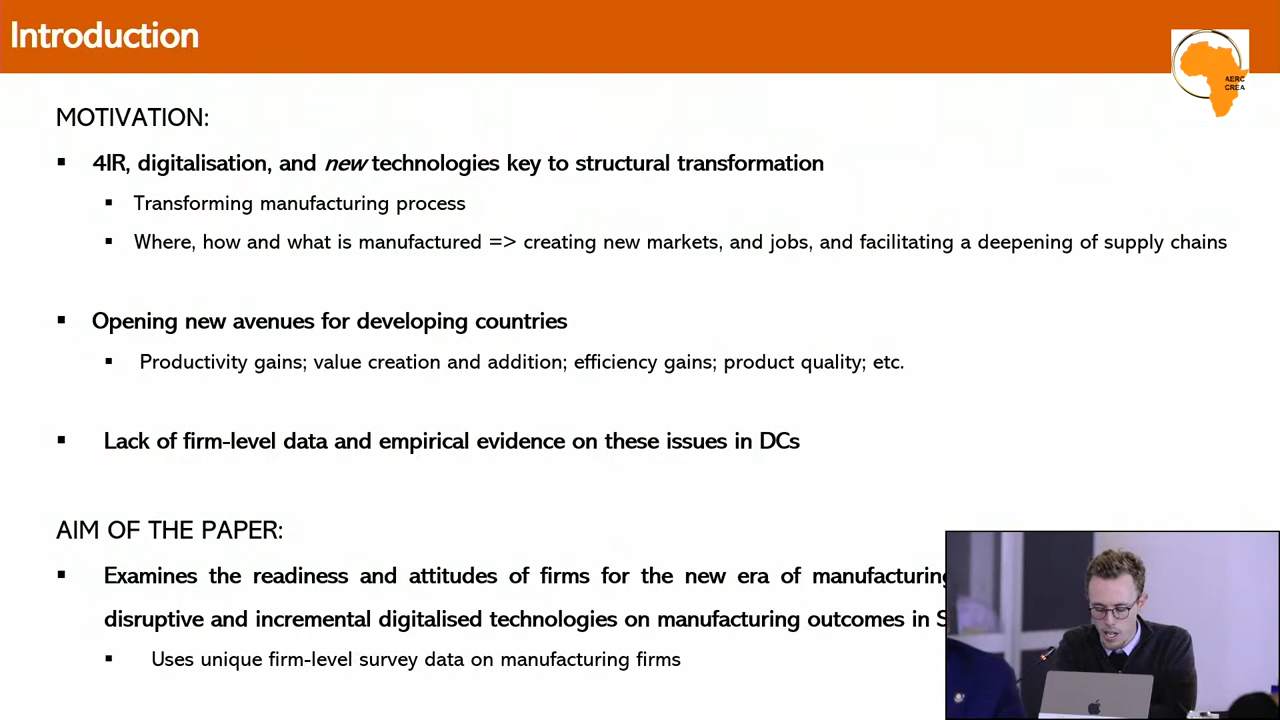 Introduction
AERC
CREA
MOTIVATION:
▪ 4IR, digitalisation, and new technologies key to structural transformation
▪ Transforming manufacturing process
▪ Where, how and what is manufactured => creating new markets, and jobs, and facilitating a deepening of supply chains
▪ Opening new avenues for developing countries
▪ Productivity gains; value creation and addition; efficiency gains; product quality; etc.
▪ Lack of firm-level data and empirical evidence on these issues in DCs
AIM OF THE PAPER:
▪ Examines the readiness and attitudes of firms for the new era of manufacturing
disruptive and incremental digitalised technologies on manufacturing outcomes in S
▪ Uses unique firm-level survey data on manufacturing firms